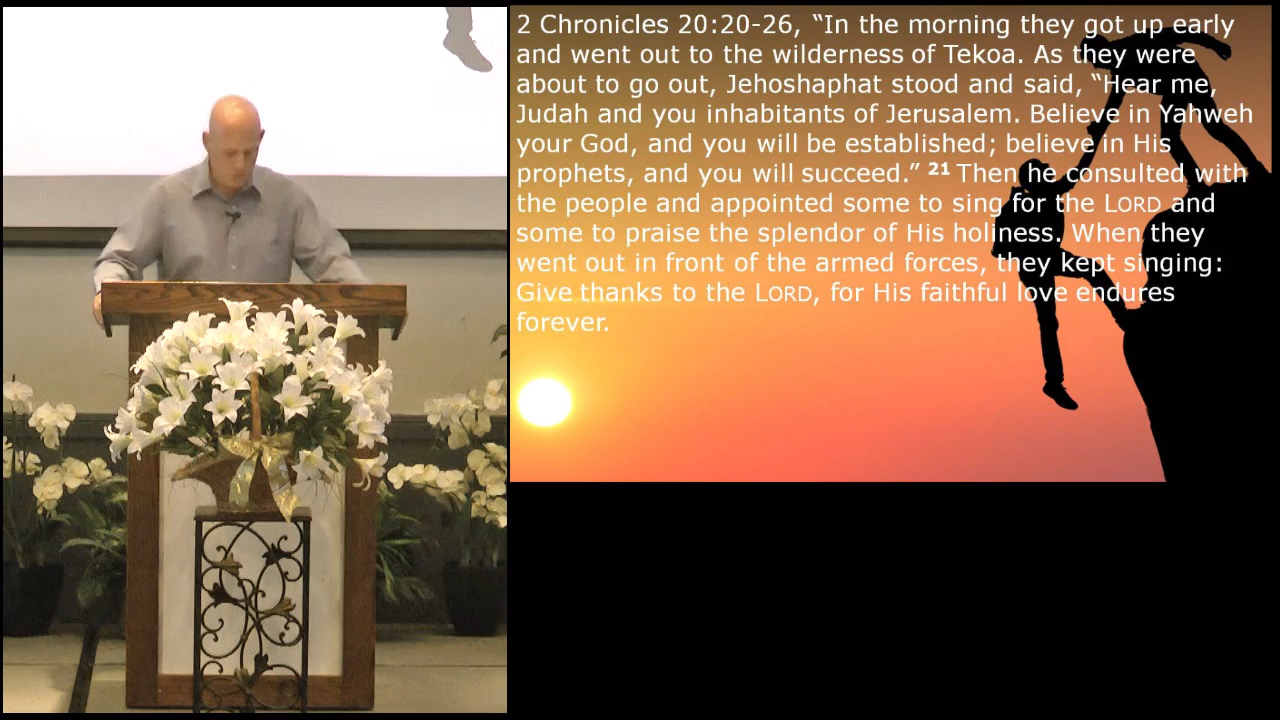 2 Chronicles 20:20-26, “In the morning they got up early
and went out to the wilderness of Tekoa. As they were
about to go out, Jehoshaphat stood and said, “Hear me,
Judah and you inhabitants of Jerusalem. Believe in Yahweh
your God, and you will be established; believe in His
prophets, and you will succeed.” 21 Then he consulted with
the people and appointed some to sing for the LORD and
some to praise the splendor of His holiness. When they
went out in front of the armed forces, they kept singing:
Give thanks to the LORD, for His faithful love endures
forever.